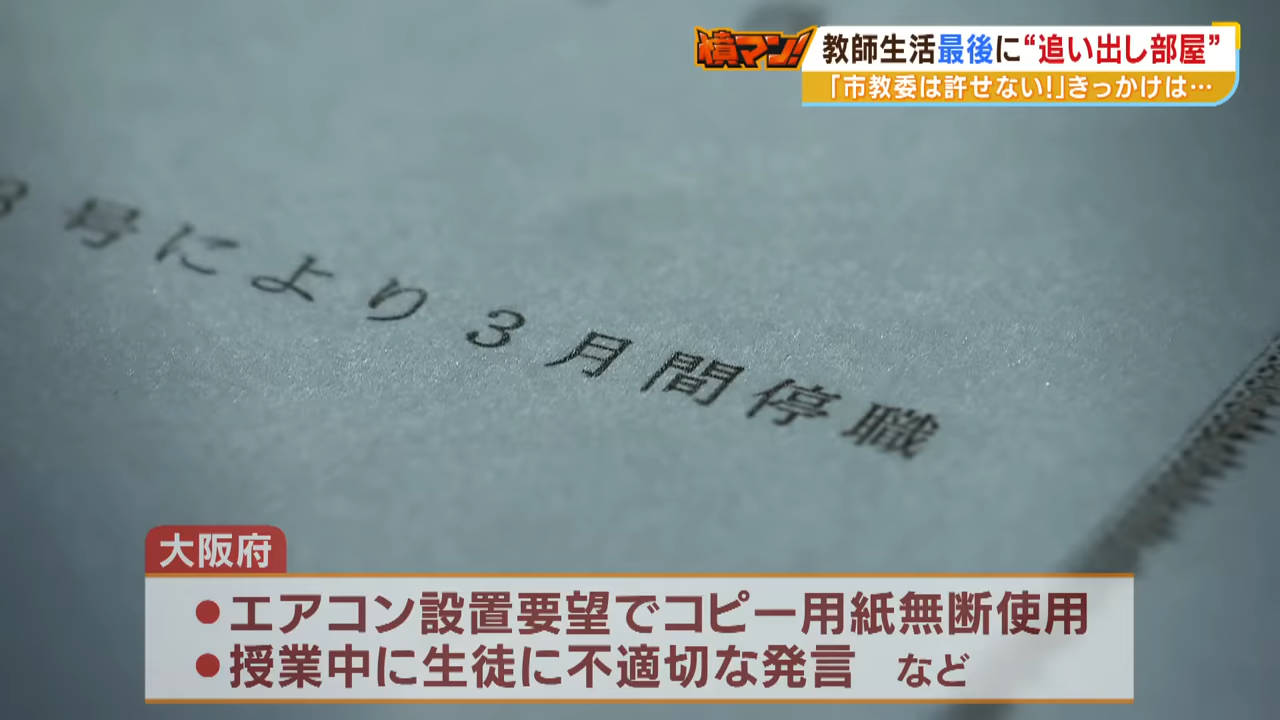 憤マン!
教師生活最後に“追い出し部屋”
「市教委は許せない!」きっかけは…
3号により3月間停職
大阪府
●エアコン設置要望でコピー用紙無断使用
●授業中に生徒に不適切な発言 など